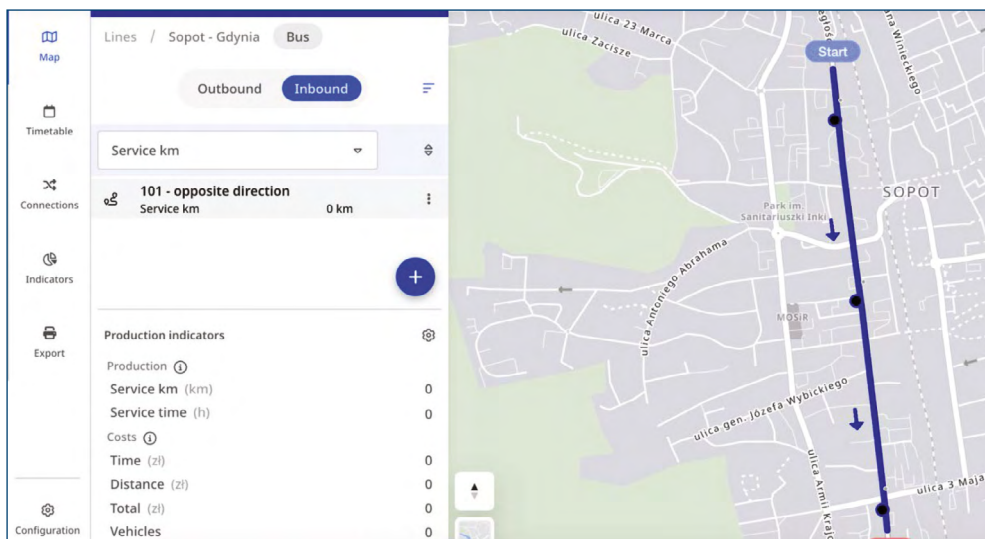 Map
Timetable
Connections
Indicators
Export
Configuration
Lines / Sopot - Gdynia Bus
Outbound Inbound
Service km
101 - opposite direction
Service km 0 km
+
Production indicators
Production
Service km (km) 0
Service time (h) 0
Costs
Time (zł) 0
Distance (zł) 0
Total (zł) 0
Vehicles 0
ulica 23 Marca
ulica Zacisze
Start
SOPOT
Park im.
Sanitariuszki Inki
ulica Antoniego Abrahama
MOSiR
ulica gen. Józefa Wybickiego
ulica 3 Maja